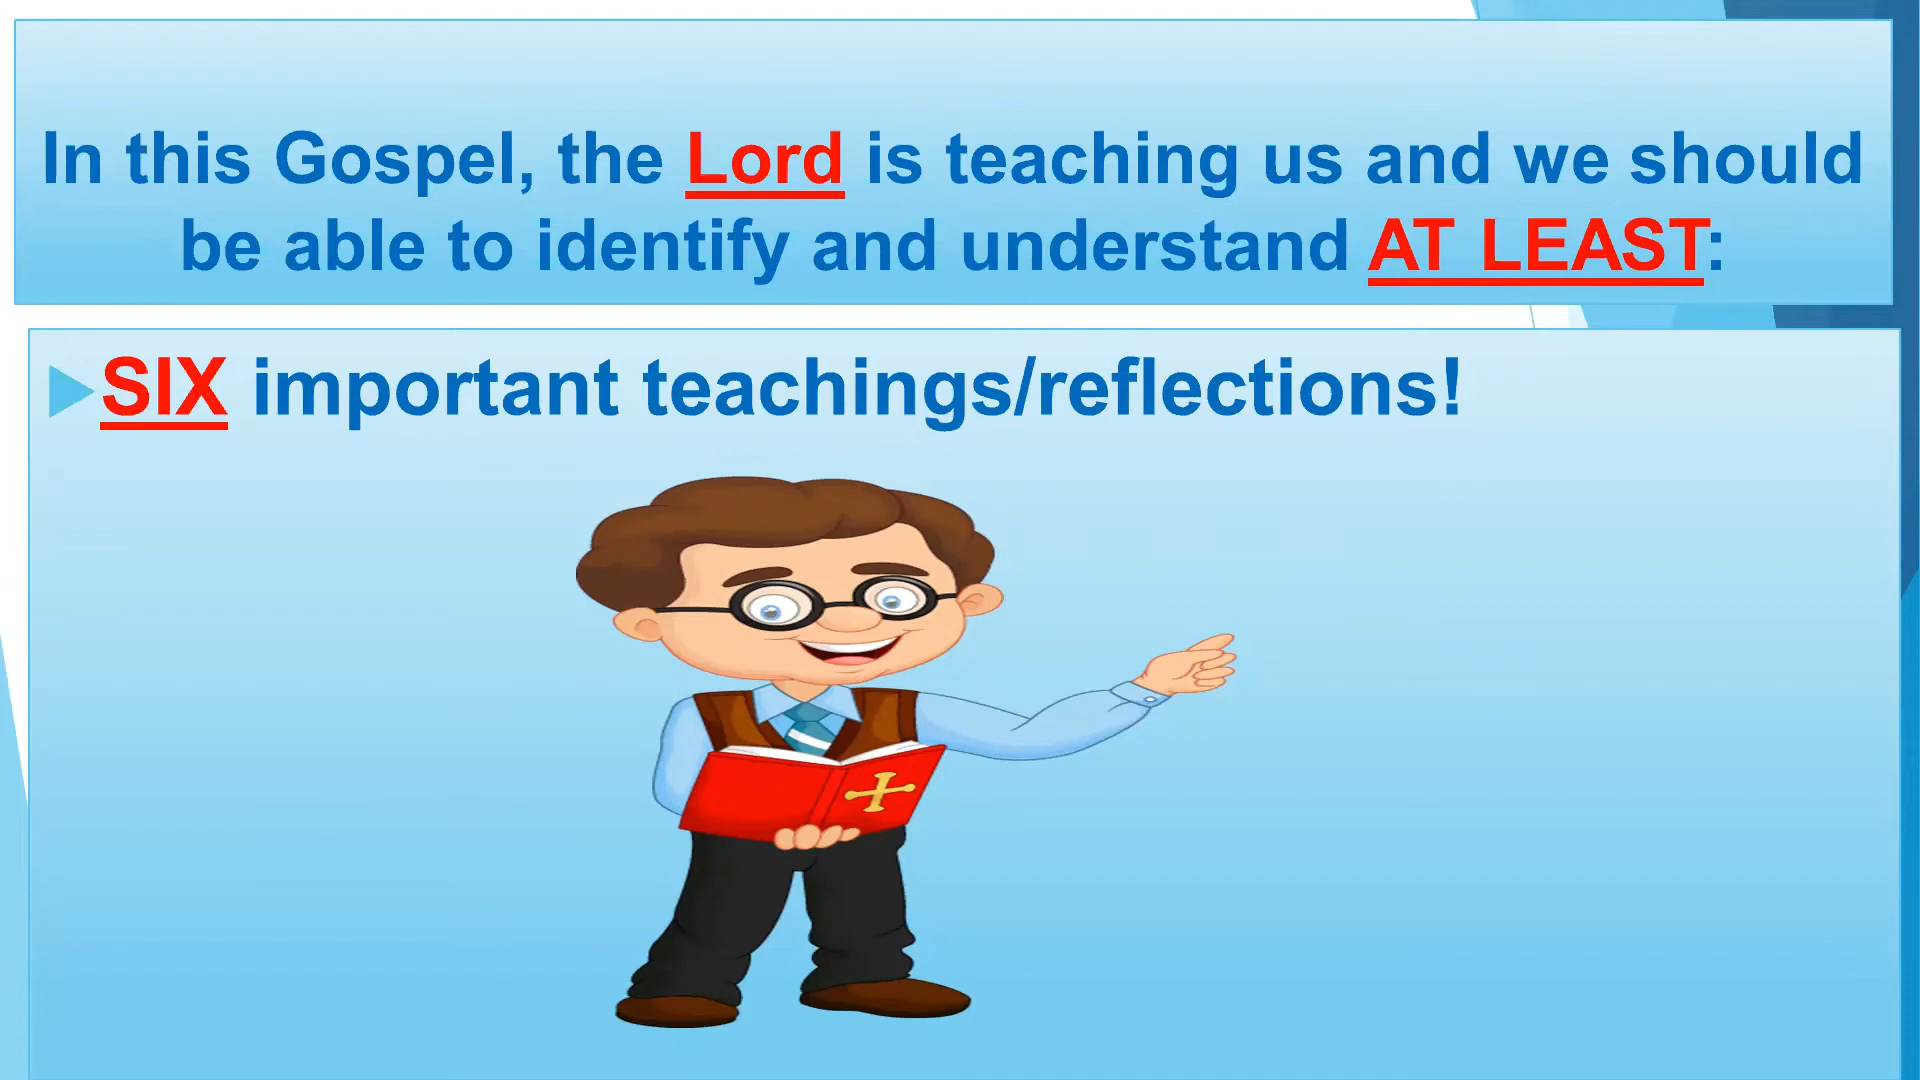 In this Gospel, the Lord is teaching us and we should
be able to identify and understand AT LEAST:
SIX important teachings/reflections!